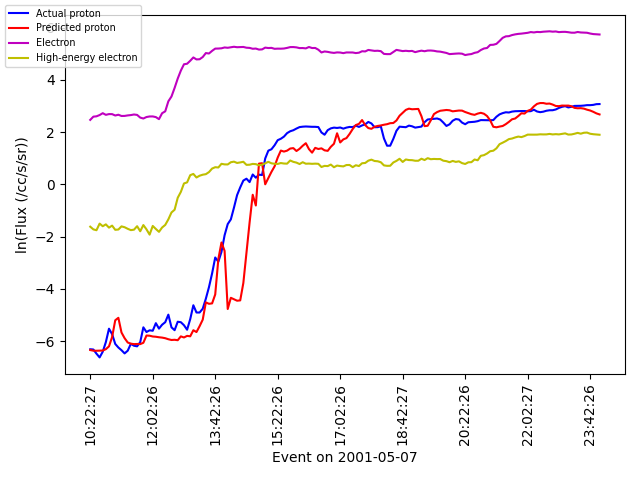 Actual proton
Predicted proton
Electron
High-energy electron
4
2
0
−2
−4
−6
ln(Flux (/cc/s/sr))
10:22:27
12:02:26
13:42:26
15:22:26
17:02:26
18:42:27
20:22:26
22:02:27
23:42:26
Event on 2001-05-07